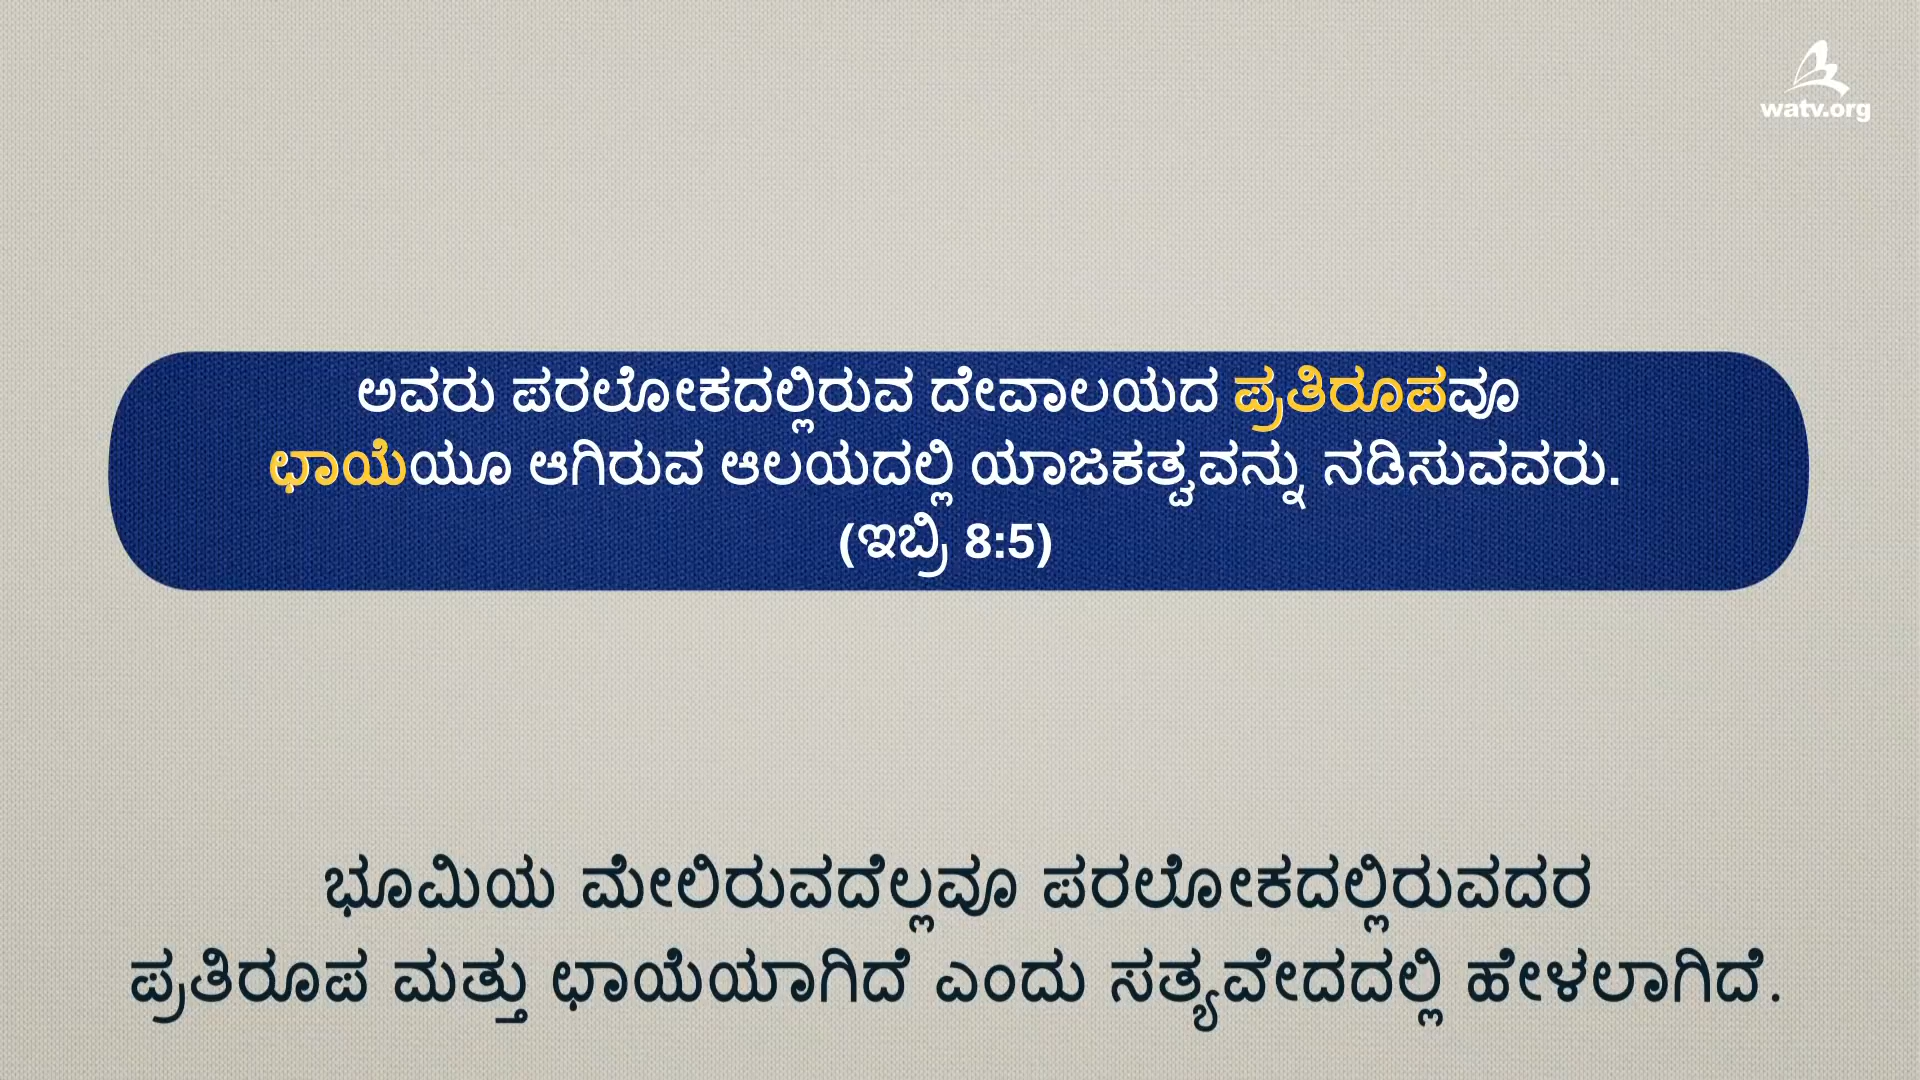 watv.org
ಅವರು ಪರಲೋಕದಲ್ಲಿರುವ ದೇವಾಲಯದ ಪ್ರತಿರೂಪವೂ
ಛಾಯೆಯೂ ಆಗಿರುವ ಆಲಯದಲ್ಲಿ ಯಾಜಕತ್ವವನ್ನು ನಡಿಸುವವರು.
(ಇಬ್ರಿ 8:5)
ಭೂಮಿಯ ಮೇಲಿರುವದೆಲ್ಲವೂ ಪರಲೋಕದಲ್ಲಿರುವದರ
ಪ್ರತಿರೂಪ ಮತ್ತು ಛಾಯೆಯಾಗಿದೆ ಎಂದು ಸತ್ಯವೇದದಲ್ಲಿ ಹೇಳಲಾಗಿದೆ.